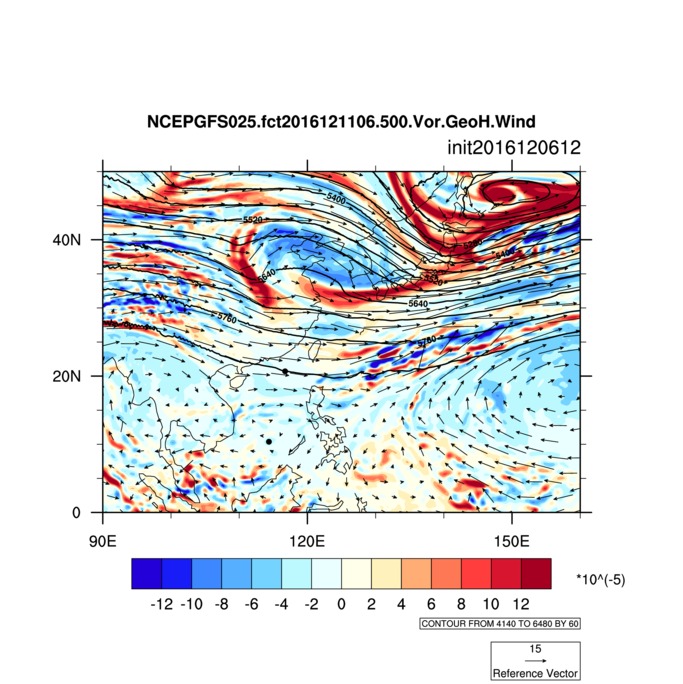 NCEPGFS025.fct2016121106.500.Vor.GeoH.Wind
init2016120612
5400
5520
40N
5640
5640
5760
5760
20N
0
90E 120E 150E
-12 -10 -8 -6 -4 -2 0 2 4 6 8 10 12
*10^(-5)
CONTOUR FROM 4140 TO 6480 BY 60
15
Reference Vector